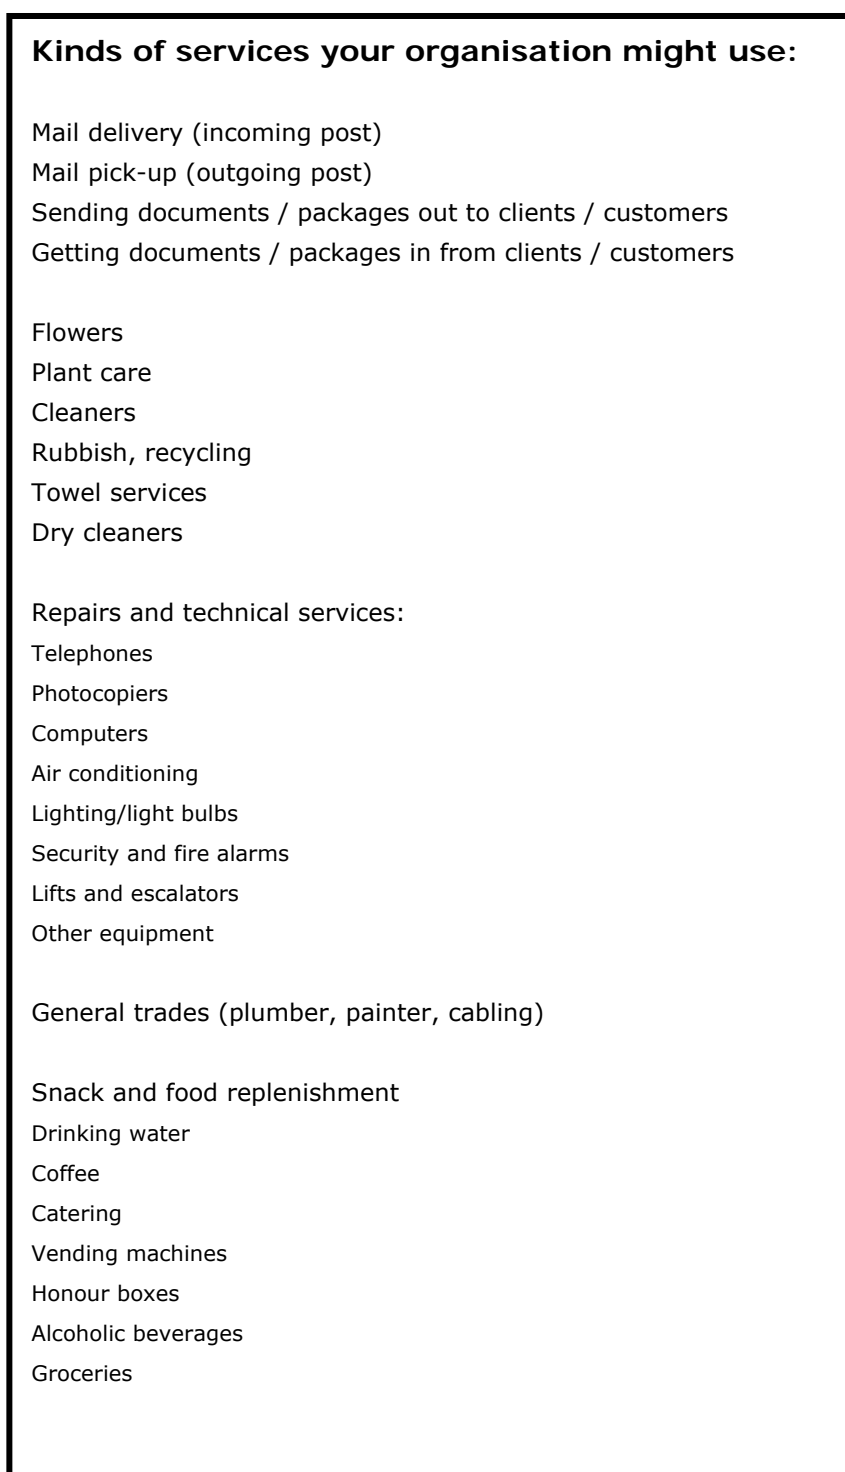 Kinds of services your organisation might use:
Mail delivery (incoming post)
Mail pick-up (outgoing post)
Sending documents / packages out to clients / customers
Getting documents / packages in from clients / customers
Flowers
Plant care
Cleaners
Rubbish, recycling
Towel services
Dry cleaners
Repairs and technical services:
Telephones
Photocopiers
Computers
Air conditioning
Lighting/light bulbs
Security and fire alarms
Lifts and escalators
Other equipment
General trades (plumber, painter, cabling)
Snack and food replenishment
Drinking water
Coffee
Catering
Vending machines
Honour boxes
Alcoholic beverages
Groceries